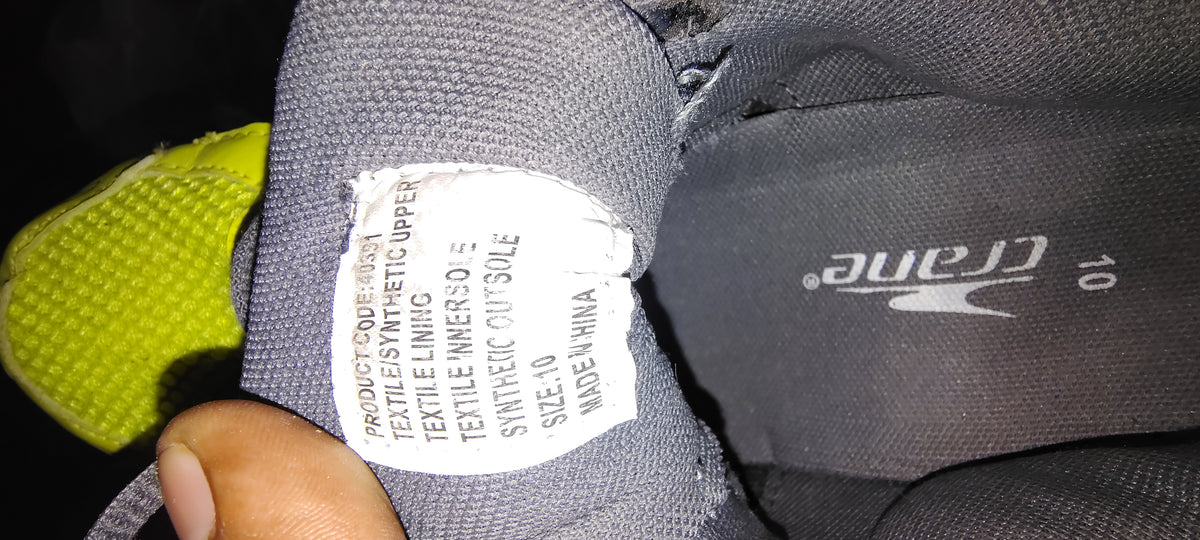 PRODUCT CODE:
TEXTILE/SYNTHETIC UPPER
TEXTILE LINING
TEXTILE INNERSOLE
SYNTHETIC OUTSOLE
SIZE:10
MADE IN CHINA
crane®
10